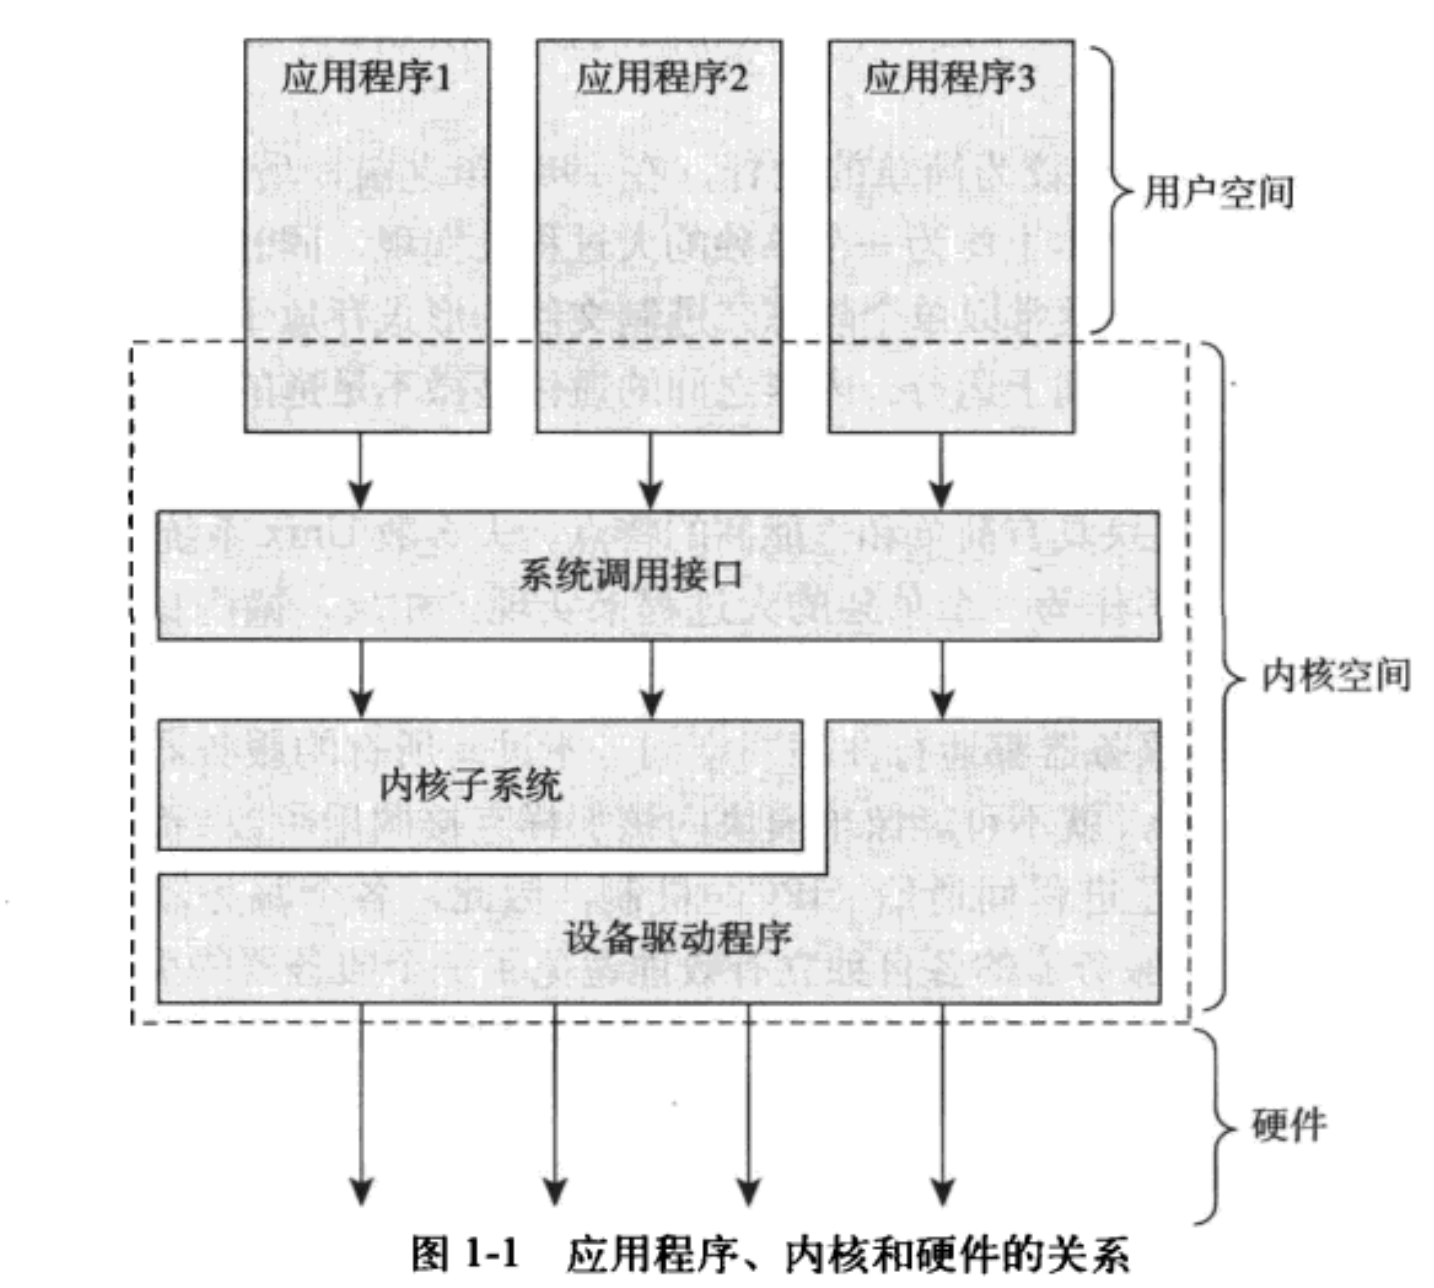 应用程序1
应用程序2
应用程序3
用户空间
系统调用接口
内核空间
内核子系统
设备驱动程序
硬件
图 1-1 应用程序、内核和硬件的关系